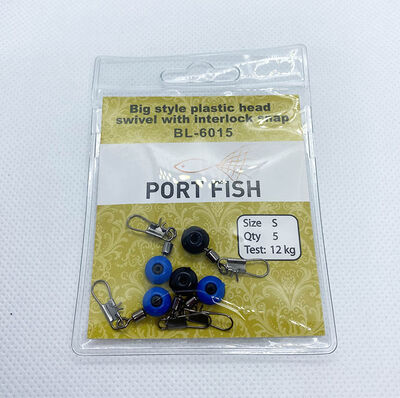 Big style plastic head
swivel with interlock snap
BL-6015
PORT FISH
Size S
Qty 5
Test: 12 kg